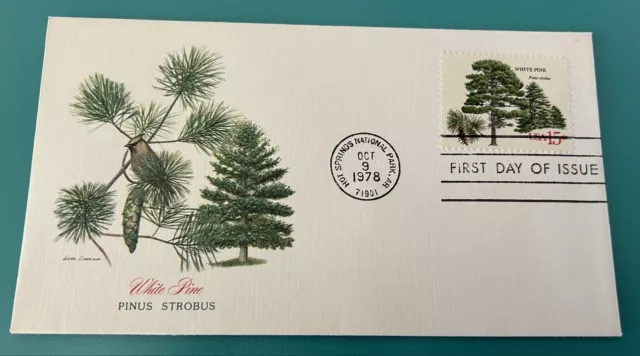 White Pine
PINUS STROBUS
HOT SPRINGS NATIONAL PARK, AR
OCT
9
1978
71901
WHITE PINE
Pinus strobus
USA 15c
FIRST DAY OF ISSUE